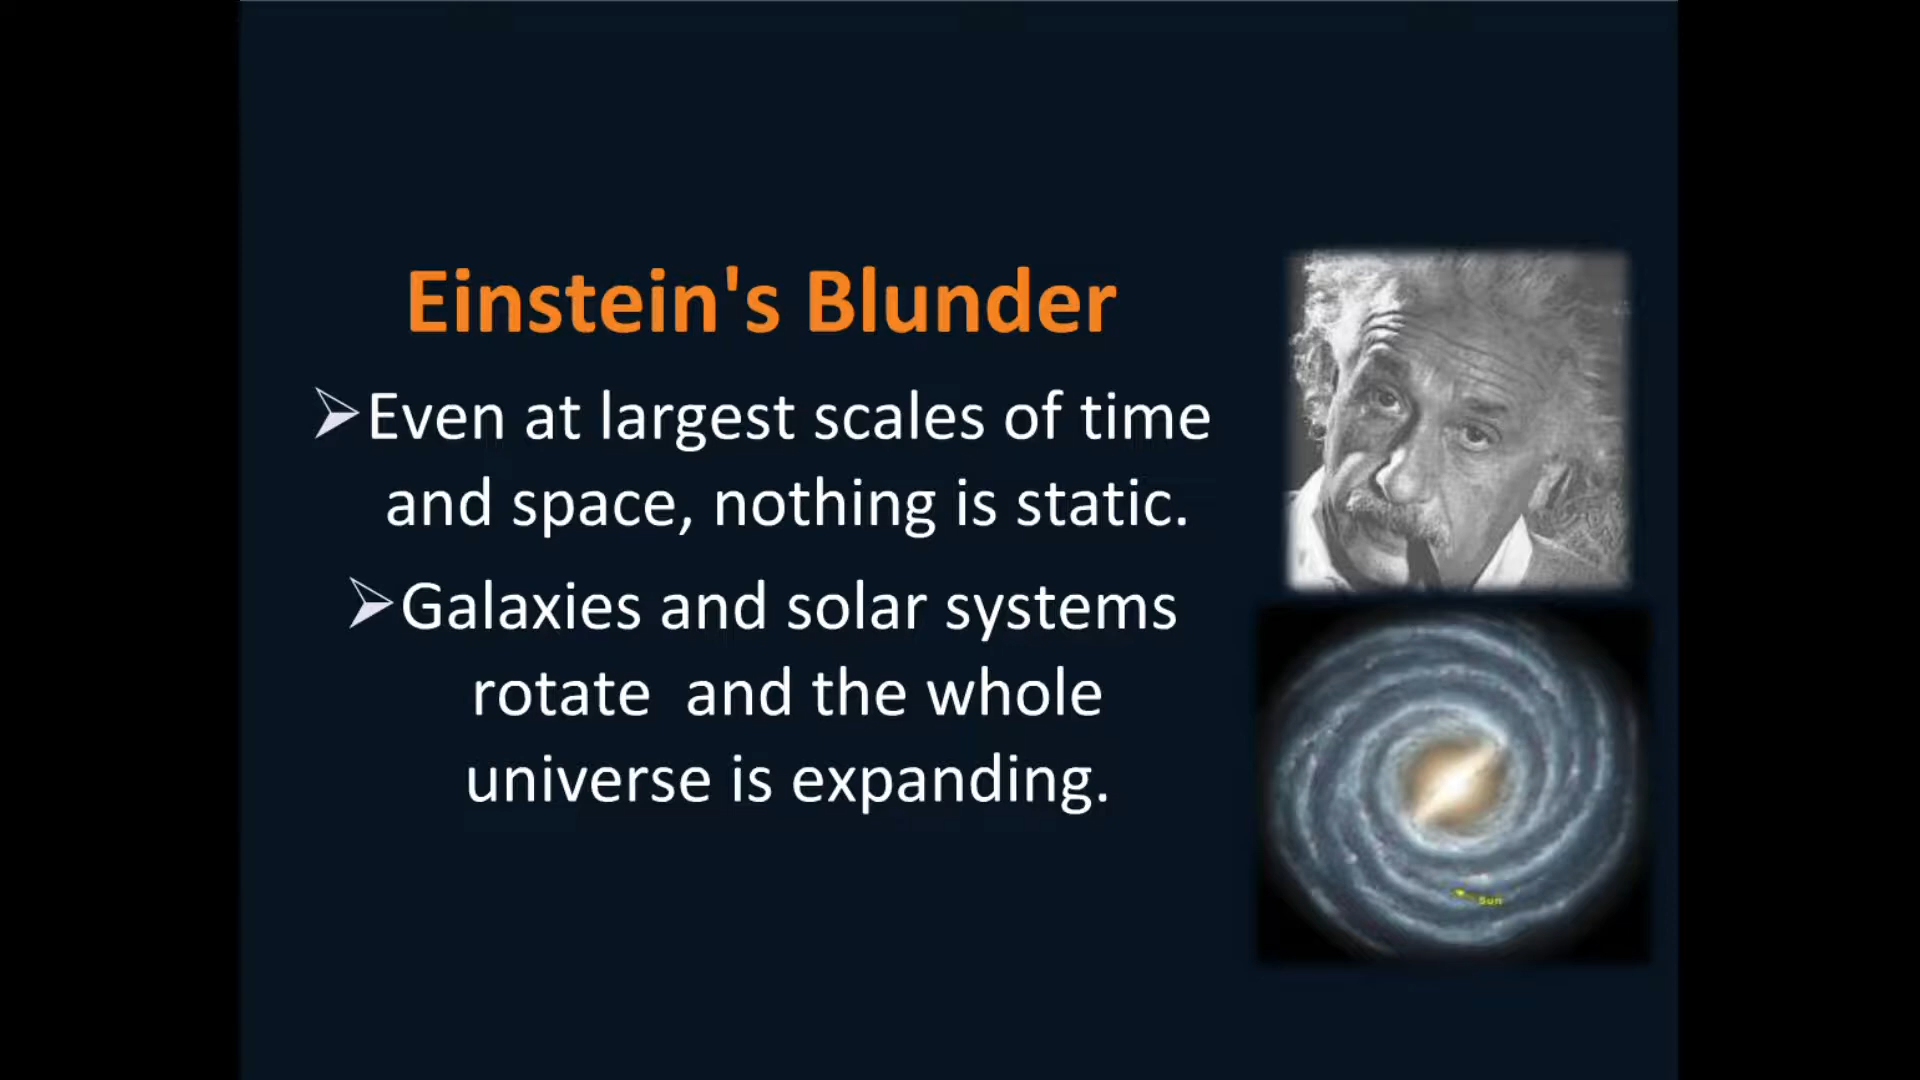 Einstein's Blunder
➢Even at largest scales of time
and space, nothing is static.
➢Galaxies and solar systems
rotate  and the whole
universe is expanding.
Sun